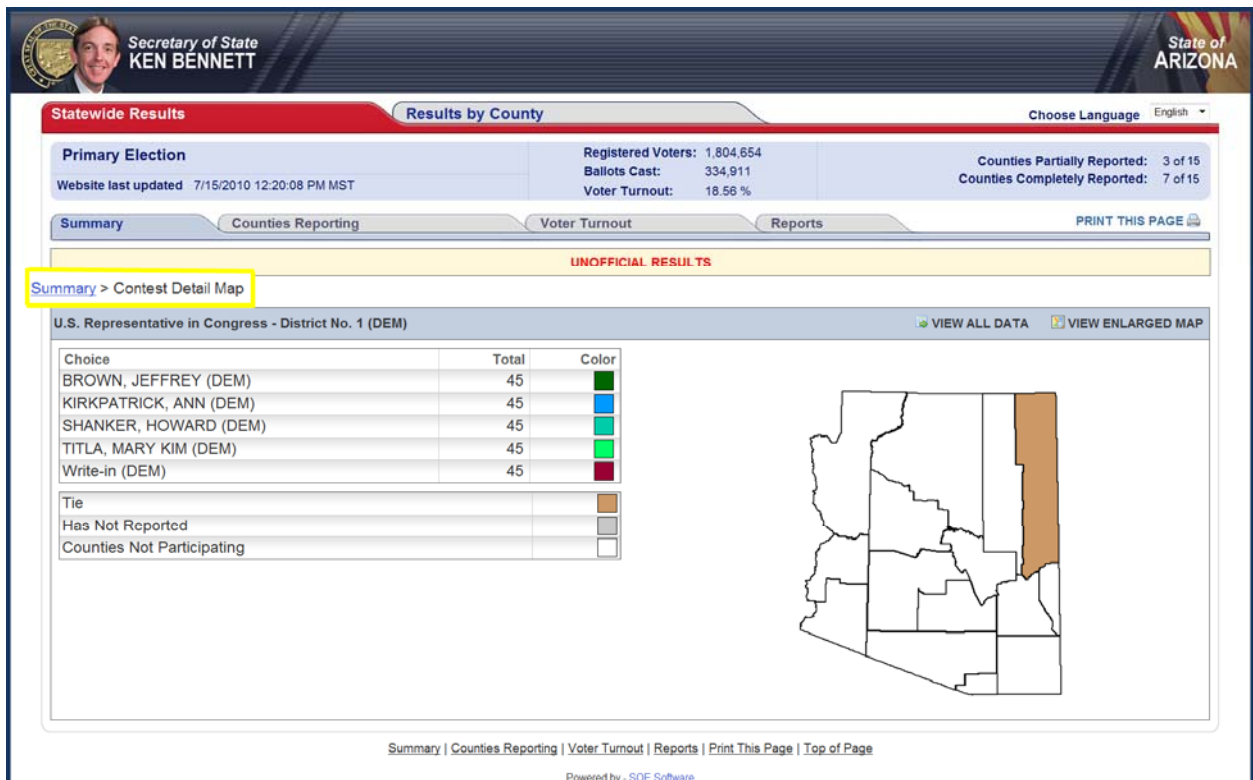 Secretary of State
KEN BENNETT
State of
ARIZONA
Statewide Results
Results by County
Choose Language English
Primary Election
Website last updated 7/15/2010 12:20:08 PM MST
Registered Voters: 1,804,654
Ballots Cast: 334,911
Voter Turnout: 18.56 %
Counties Partially Reported: 3 of 15
Counties Completely Reported: 7 of 15
Summary
Counties Reporting
Voter Turnout
Reports
PRINT THIS PAGE
UNOFFICIAL RESULTS
Summary > Contest Detail Map
U.S. Representative in Congress - District No. 1 (DEM)
VIEW ALL DATA
VIEW ENLARGED MAP
Choice Total Color
BROWN, JEFFREY (DEM) 45
KIRKPATRICK, ANN (DEM) 45
SHANKER, HOWARD (DEM) 45
TITLA, MARY KIM (DEM) 45
Write-in (DEM) 45
Tie
Has Not Reported
Counties Not Participating
Summary | Counties Reporting | Voter Turnout | Reports | Print This Page | Top of Page
Powered by - SOE Software